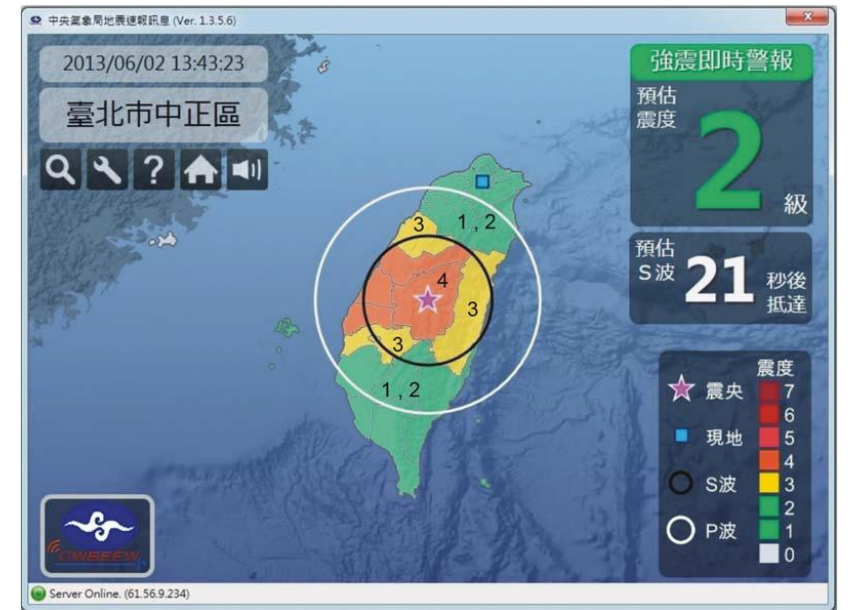 中央氣象局地震速報訊息 (Ver. 1.3.5.6)
2013/06/02 13:43:23
臺北市中正區
?
強震即時警報
預估
震度
2
級
預估
S波
21
秒後
抵達
3
1 , 2
4
3
3
1 , 2
震度
震央
現地
S波
P波
7
6
5
4
3
2
1
0
CWBEEW
Server Online. (61.56.9.234)